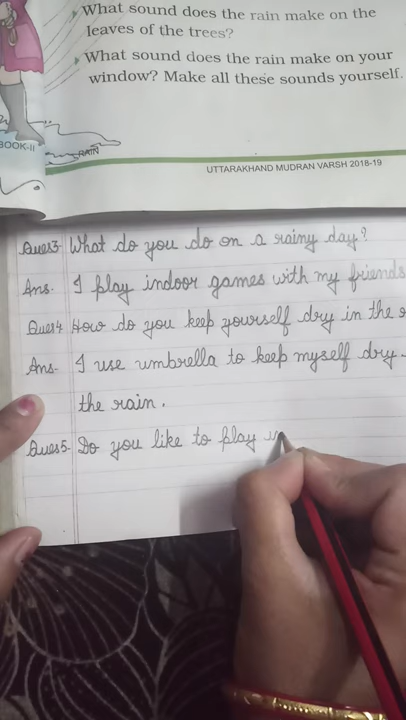 What sound does the rain make on the
leaves of the trees?
What sound does the rain make on your
window? Make all these sounds yourself.
BOOK-II
RAIN
UTTARAKHAND MUDRAN VARSH 2018-19
Ques3- What do you do on a rainy day?
Ans. I play indoor games with my friends
Ques4. How do you keep yourself dry in the
Ans. I use umbrella to keep myself dry
the rain.
Ques5- Do you like to play in